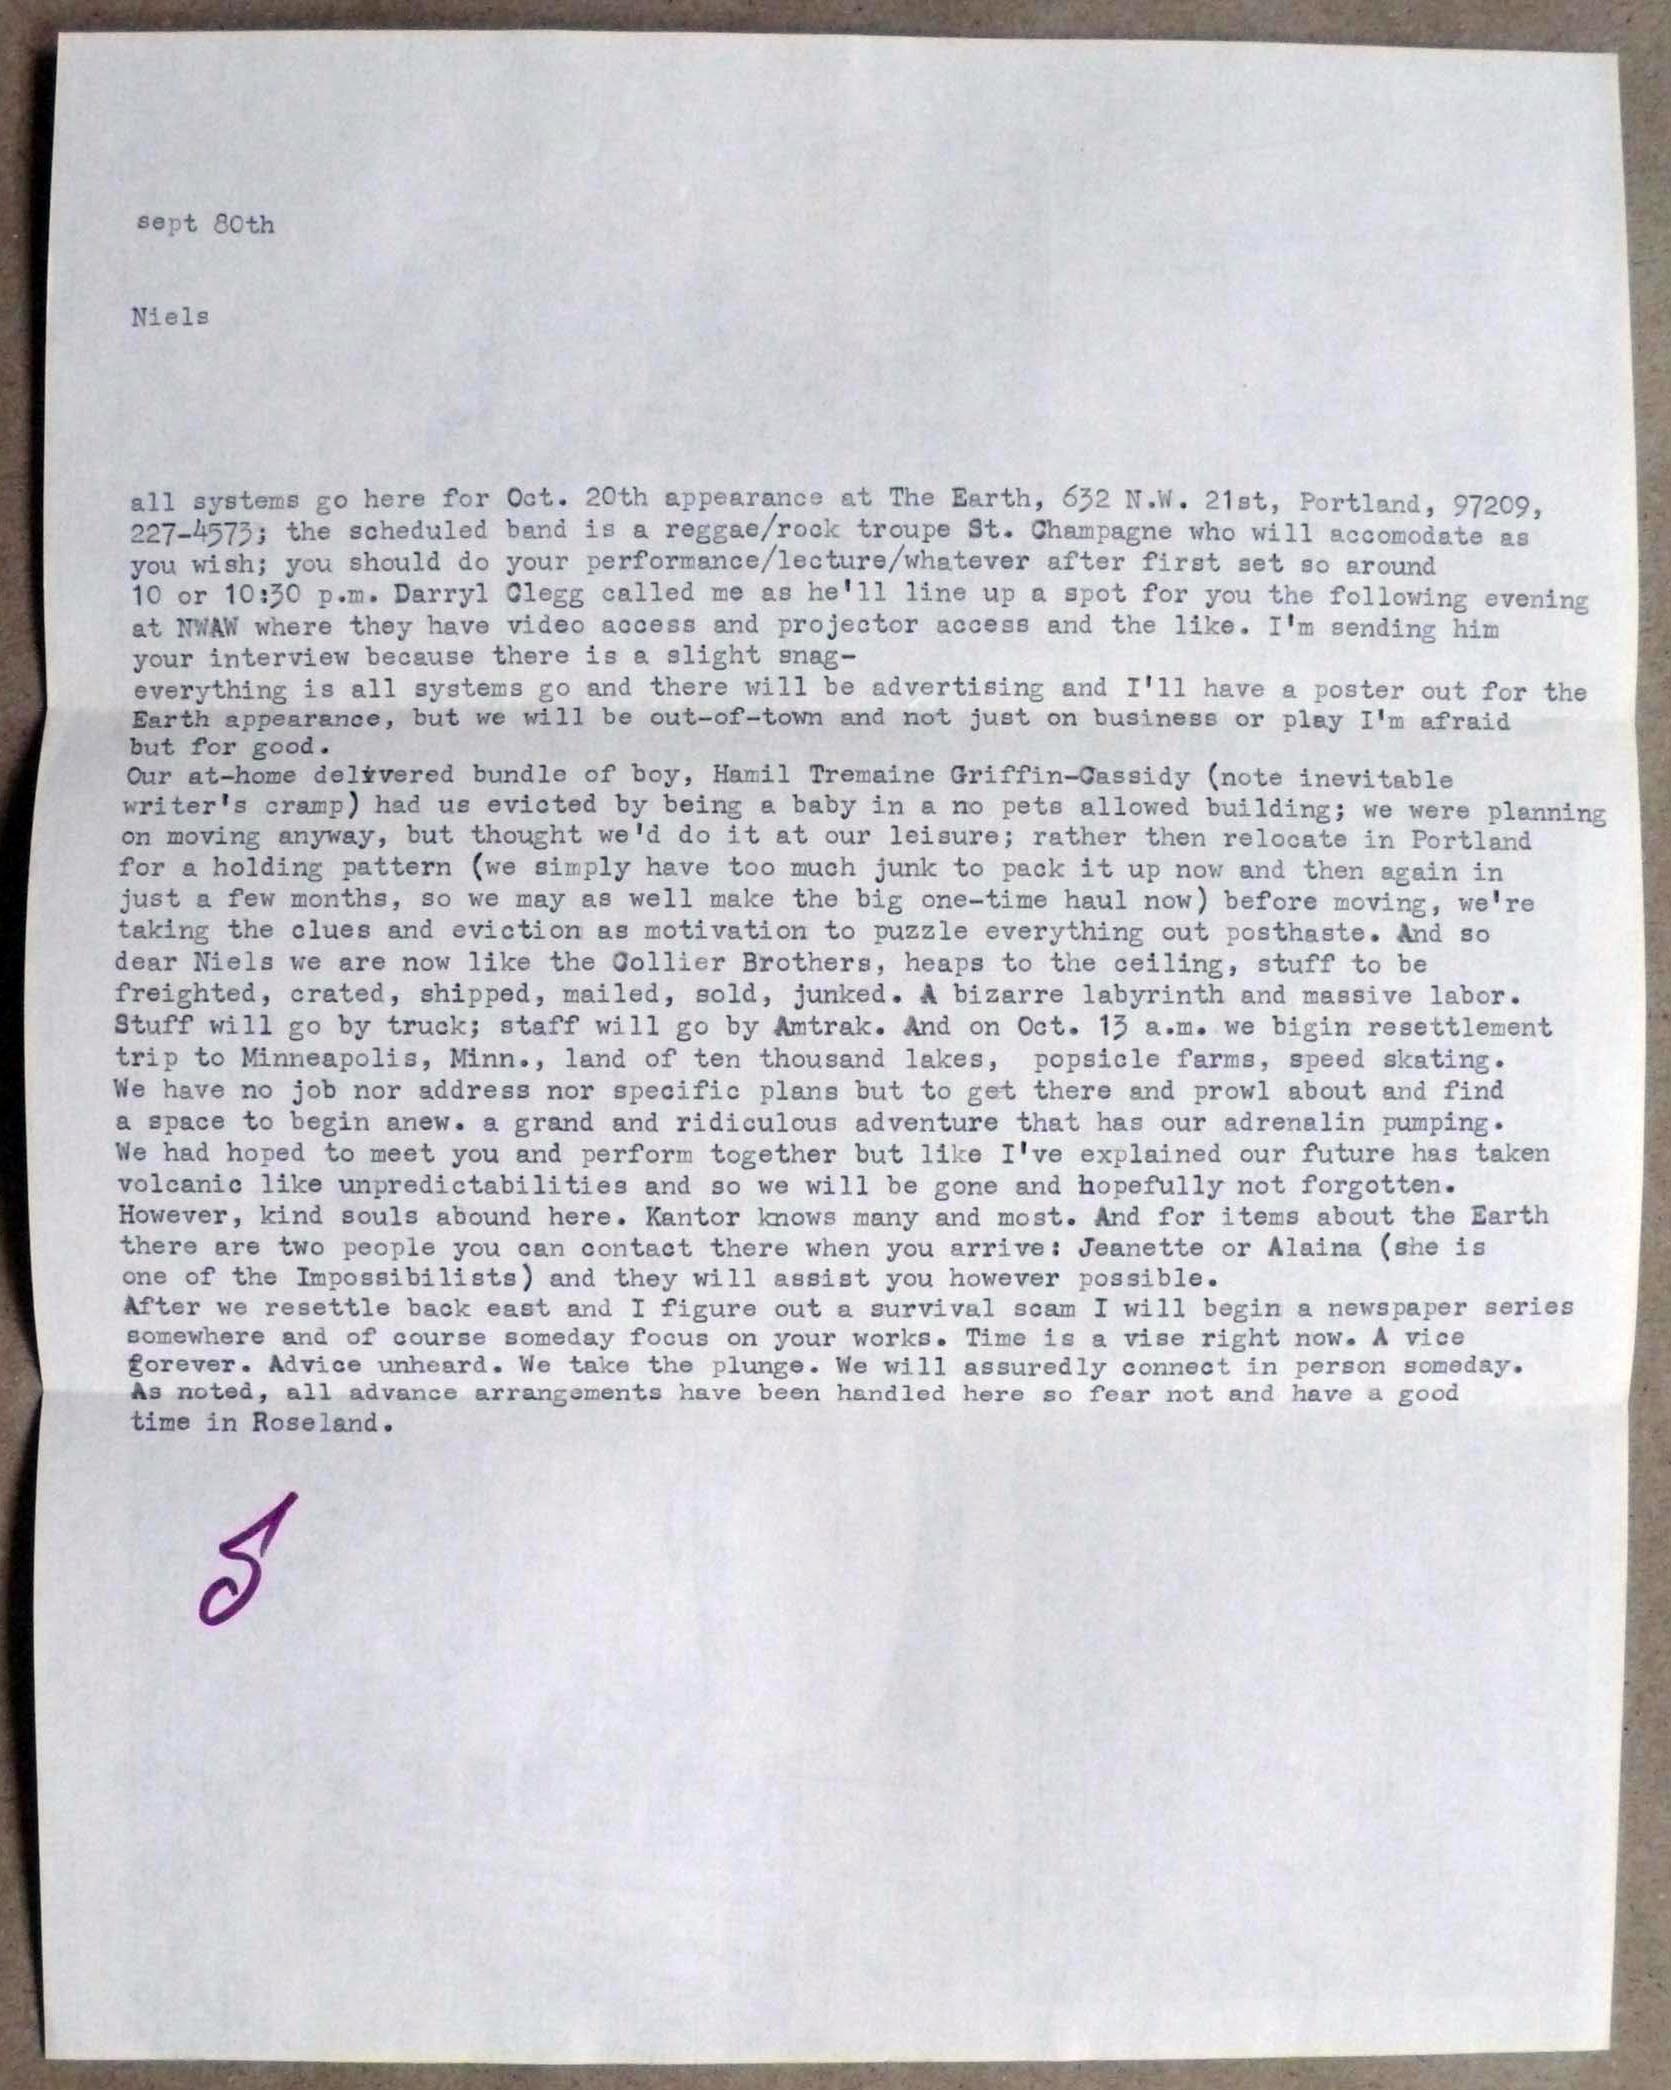 sept 80th
Niels
all systems go here for Oct. 20th appearance at The Earth, 632 N.W. 21st, Portland, 97209,
227-4573; the scheduled band is a reggae/rock troupe St. Champagne who will accomodate as
you wish; you should do your performance/lecture/whatever after first set so around
10 or 10:30 p.m. Darryl Clegg called me as he'll line up a spot for you the following evening
at NWAW where they have video access and projector access and the like. I'm sending him
your interview because there is a slight snag-
everything is all systems go and there will be advertising and I'll have a poster out for the
Earth appearance, but we will be out-of-town and not just on business or play I'm afraid
but for good.
Our at-home delivered bundle of boy, Hamil Tremaine Griffin-Cassidy (note inevitable
writer's cramp) had us evicted by being a baby in a no pets allowed building; we were planning
on moving anyway, but thought we'd do it at our leisure; rather then relocate in Portland
for a holding pattern (we simply have too much junk to pack it up now and then again in
just a few months, so we may as well make the big one-time haul now) before moving, we're
taking the clues and eviction as motivation to puzzle everything out posthaste. And so
dear Niels we are now like the Collier Brothers, heaps to the ceiling, stuff to be
freighted, crated, shipped, mailed, sold, junked. A bizarre labyrinth and massive labor.
Stuff will go by truck; staff will go by Amtrak. And on Oct. 13 a.m. we bigin resettlement
trip to Minneapolis, Minn., land of ten thousand lakes, popsicle farms, speed skating.
We have no job nor address nor specific plans but to get there and prowl about and find
a space to begin anew. a grand and ridiculous adventure that has our adrenalin pumping.
We had hoped to meet you and perform together but like I've explained our future has taken
volcanic like unpredictabilities and so we will be gone and hopefully not forgotten.
However, kind souls abound here. Kantor knows many and most. And for items about the Earth
there are two people you can contact there when you arrive: Jeanette or Alaina (she is
one of the Impossibilists) and they will assist you however possible.
After we resettle back east and I figure out a survival scam I will begin a newspaper series
somewhere and of course someday focus on your works. Time is a vise right now. A vice
forever. Advice unheard. We take the plunge. We will assuredly connect in person someday.
As noted, all advance arrangements have been handled here so fear not and have a good
time in Roseland.